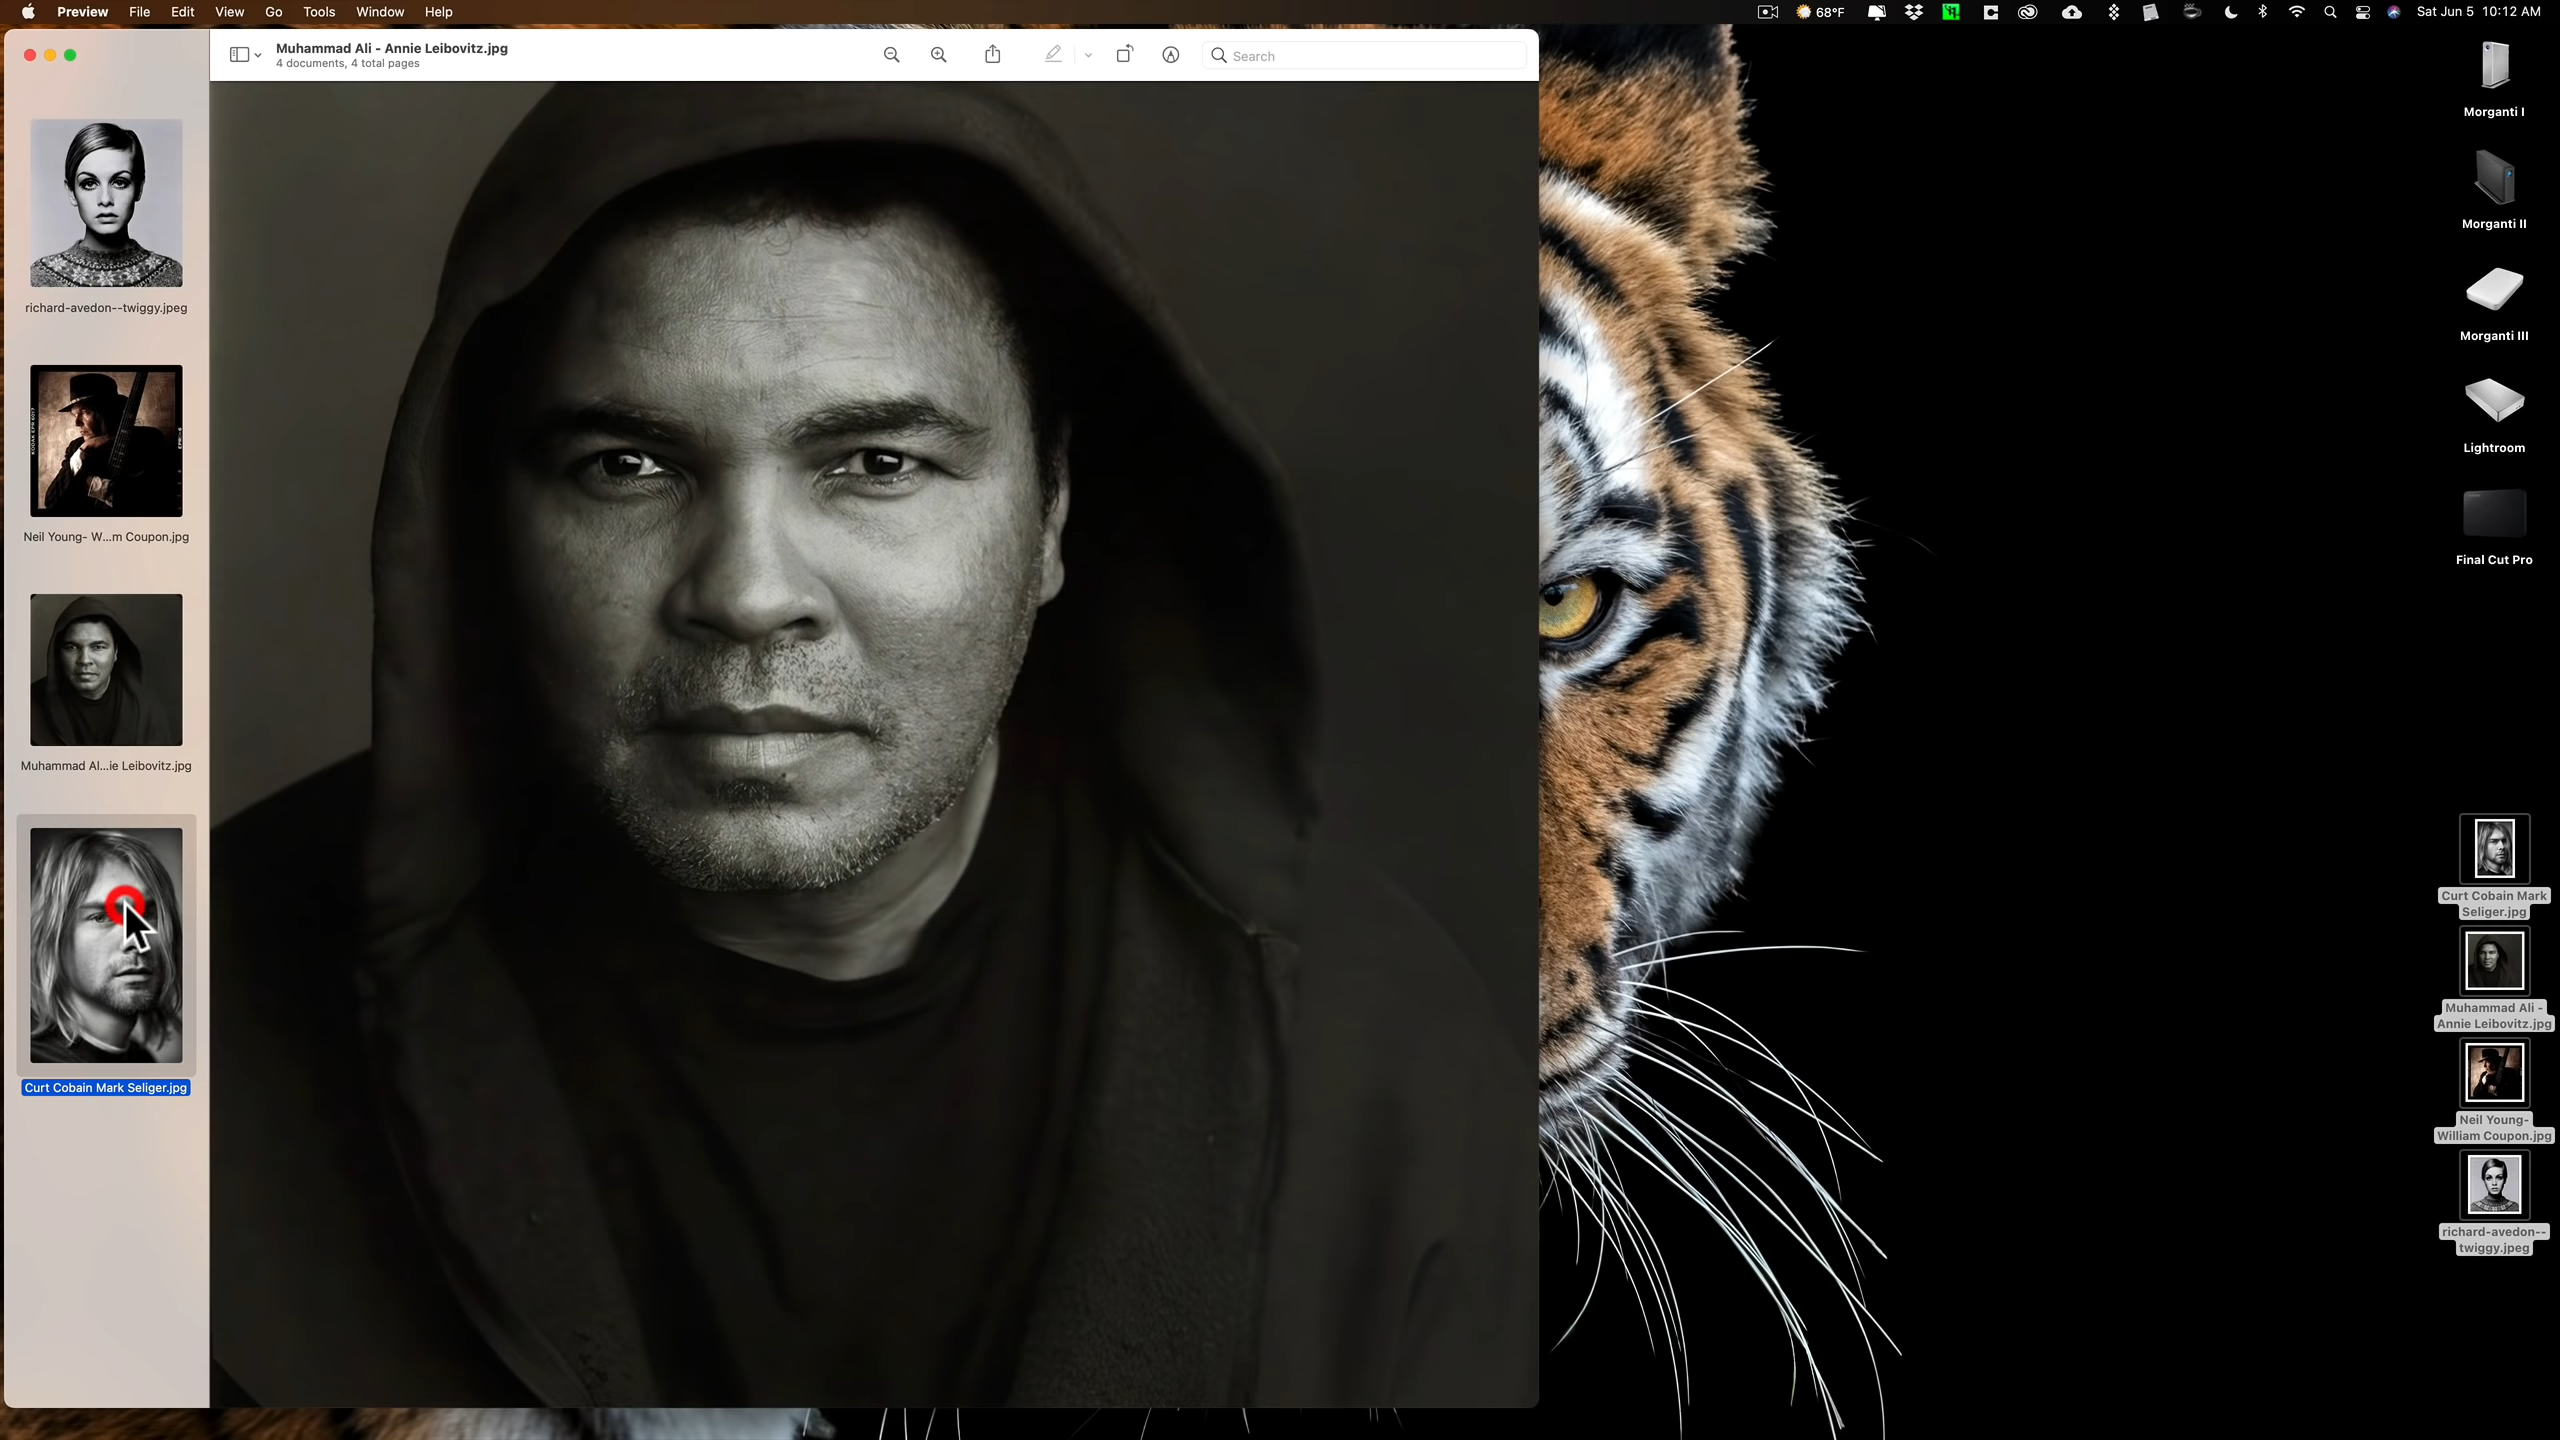 Preview File Edit View Go Tools Window Help
68°F
Sat Jun 5 10:12 AM
Muhammad Ali - Annie Leibovitz.jpg
4 documents, 4 total pages
Search
richard-avedon--twiggy.jpeg
KODAK EPR 6017
Neil Young- W...m Coupon.jpg
Muhammad Al...ie Leibovitz.jpg
Curt Cobain Mark Seliger.jpg
Morganti I
Morganti II
Morganti III
Lightroom
Final Cut Pro
Curt Cobain Mark
Seliger.jpg
Muhammad Ali -
Annie Leibovitz.jpg
Neil Young-
William Coupon.jpg
richard-avedon--
twiggy.jpeg